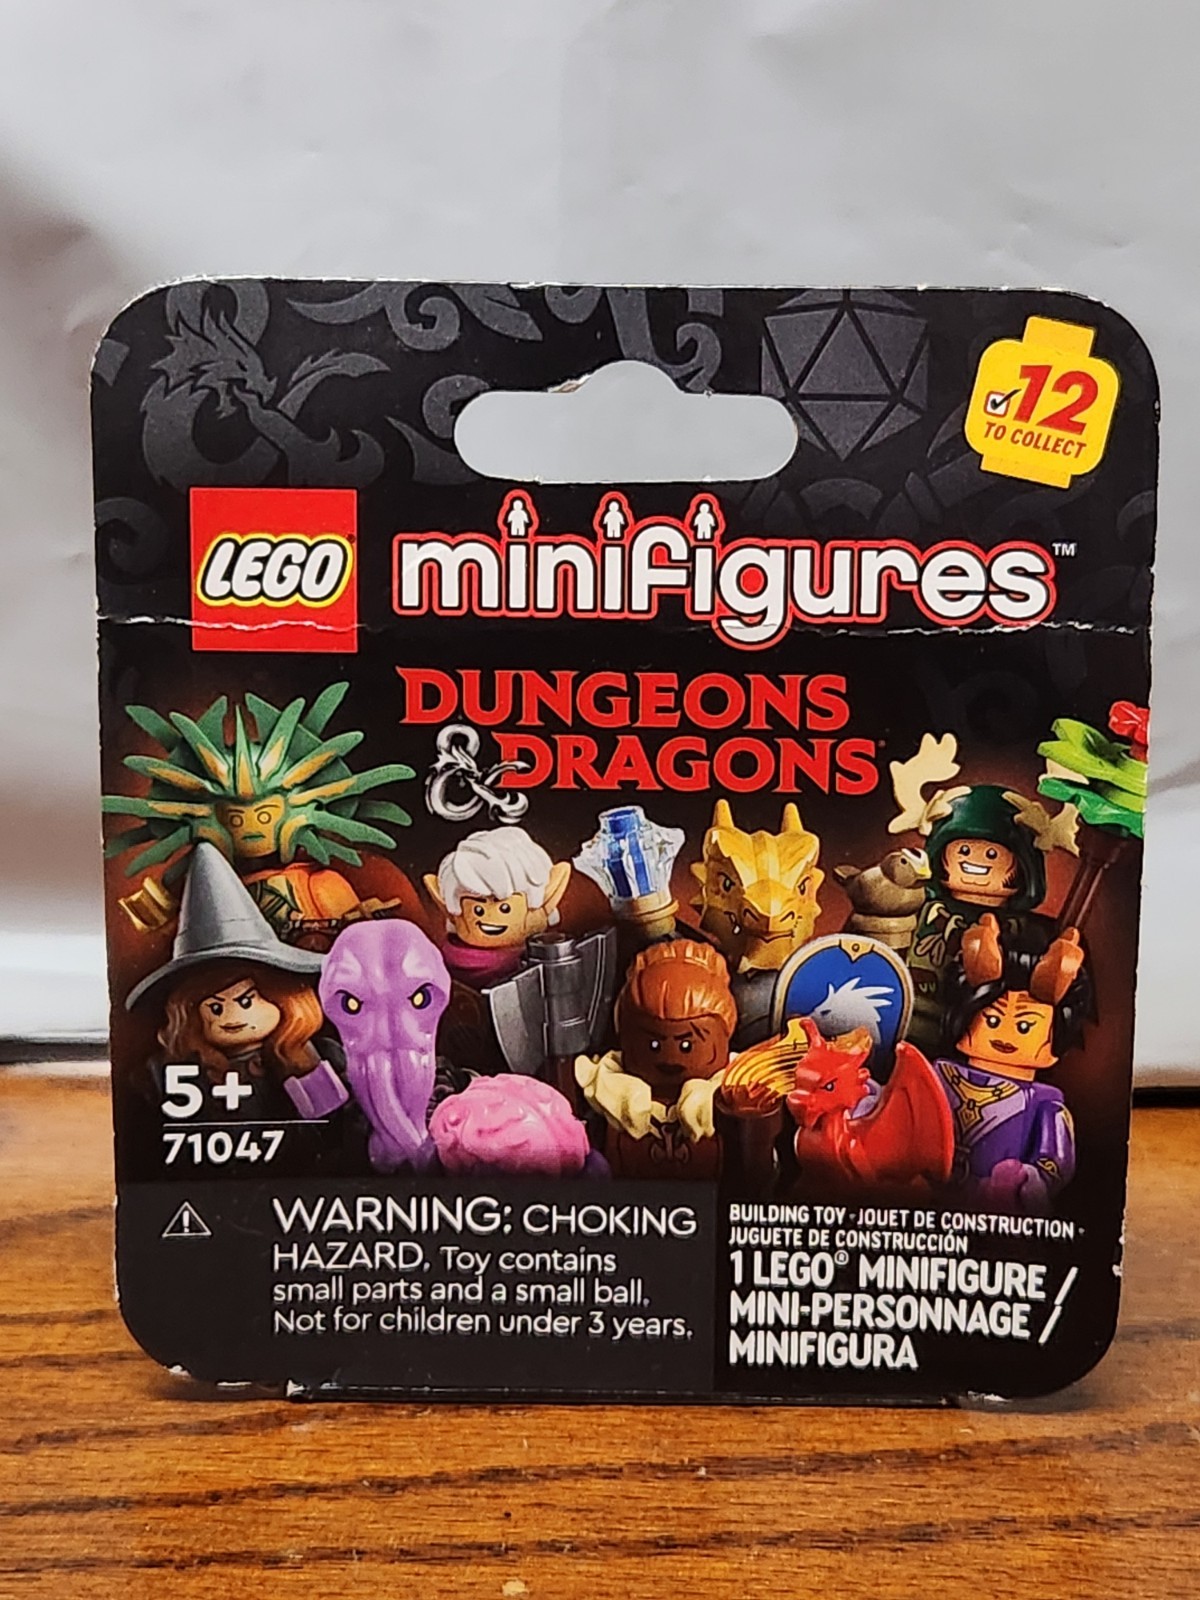 12
TO COLLECT
LEGO®
minifigures™
DUNGEONS
& DRAGONS
5+
71047
WARNING: CHOKING
HAZARD. Toy contains
small parts and a small ball.
Not for children under 3 years.
BUILDING TOY · JOUET DE CONSTRUCTION ·
JUGUETE DE CONSTRUCCIÓN
1 LEGO® MINIFIGURE /
MINI-PERSONNAGE /
MINIFIGURA